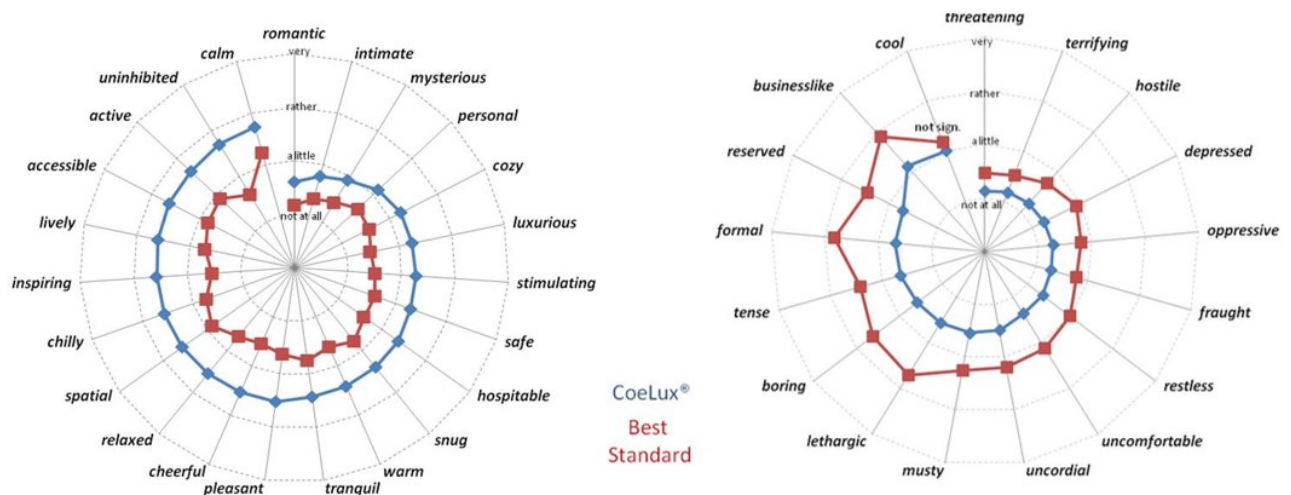 romantic
very
intimate
mysterious
personal
cozy
luxurious
stimulating
safe
hospitable
snug
warm
tranquil
pleasant
cheerful
relaxed
spatial
chilly
inspiring
lively
accessible
active
uninhibited
calm
rather
a little
not at all
CoeLux®
Best
Standard
threatening
very
terrifying
hostile
depressed
oppressive
fraught
restless
uncomfortable
uncordial
musty
lethargic
boring
tense
formal
reserved
businesslike
cool
rather
not sign.
a little
not at all